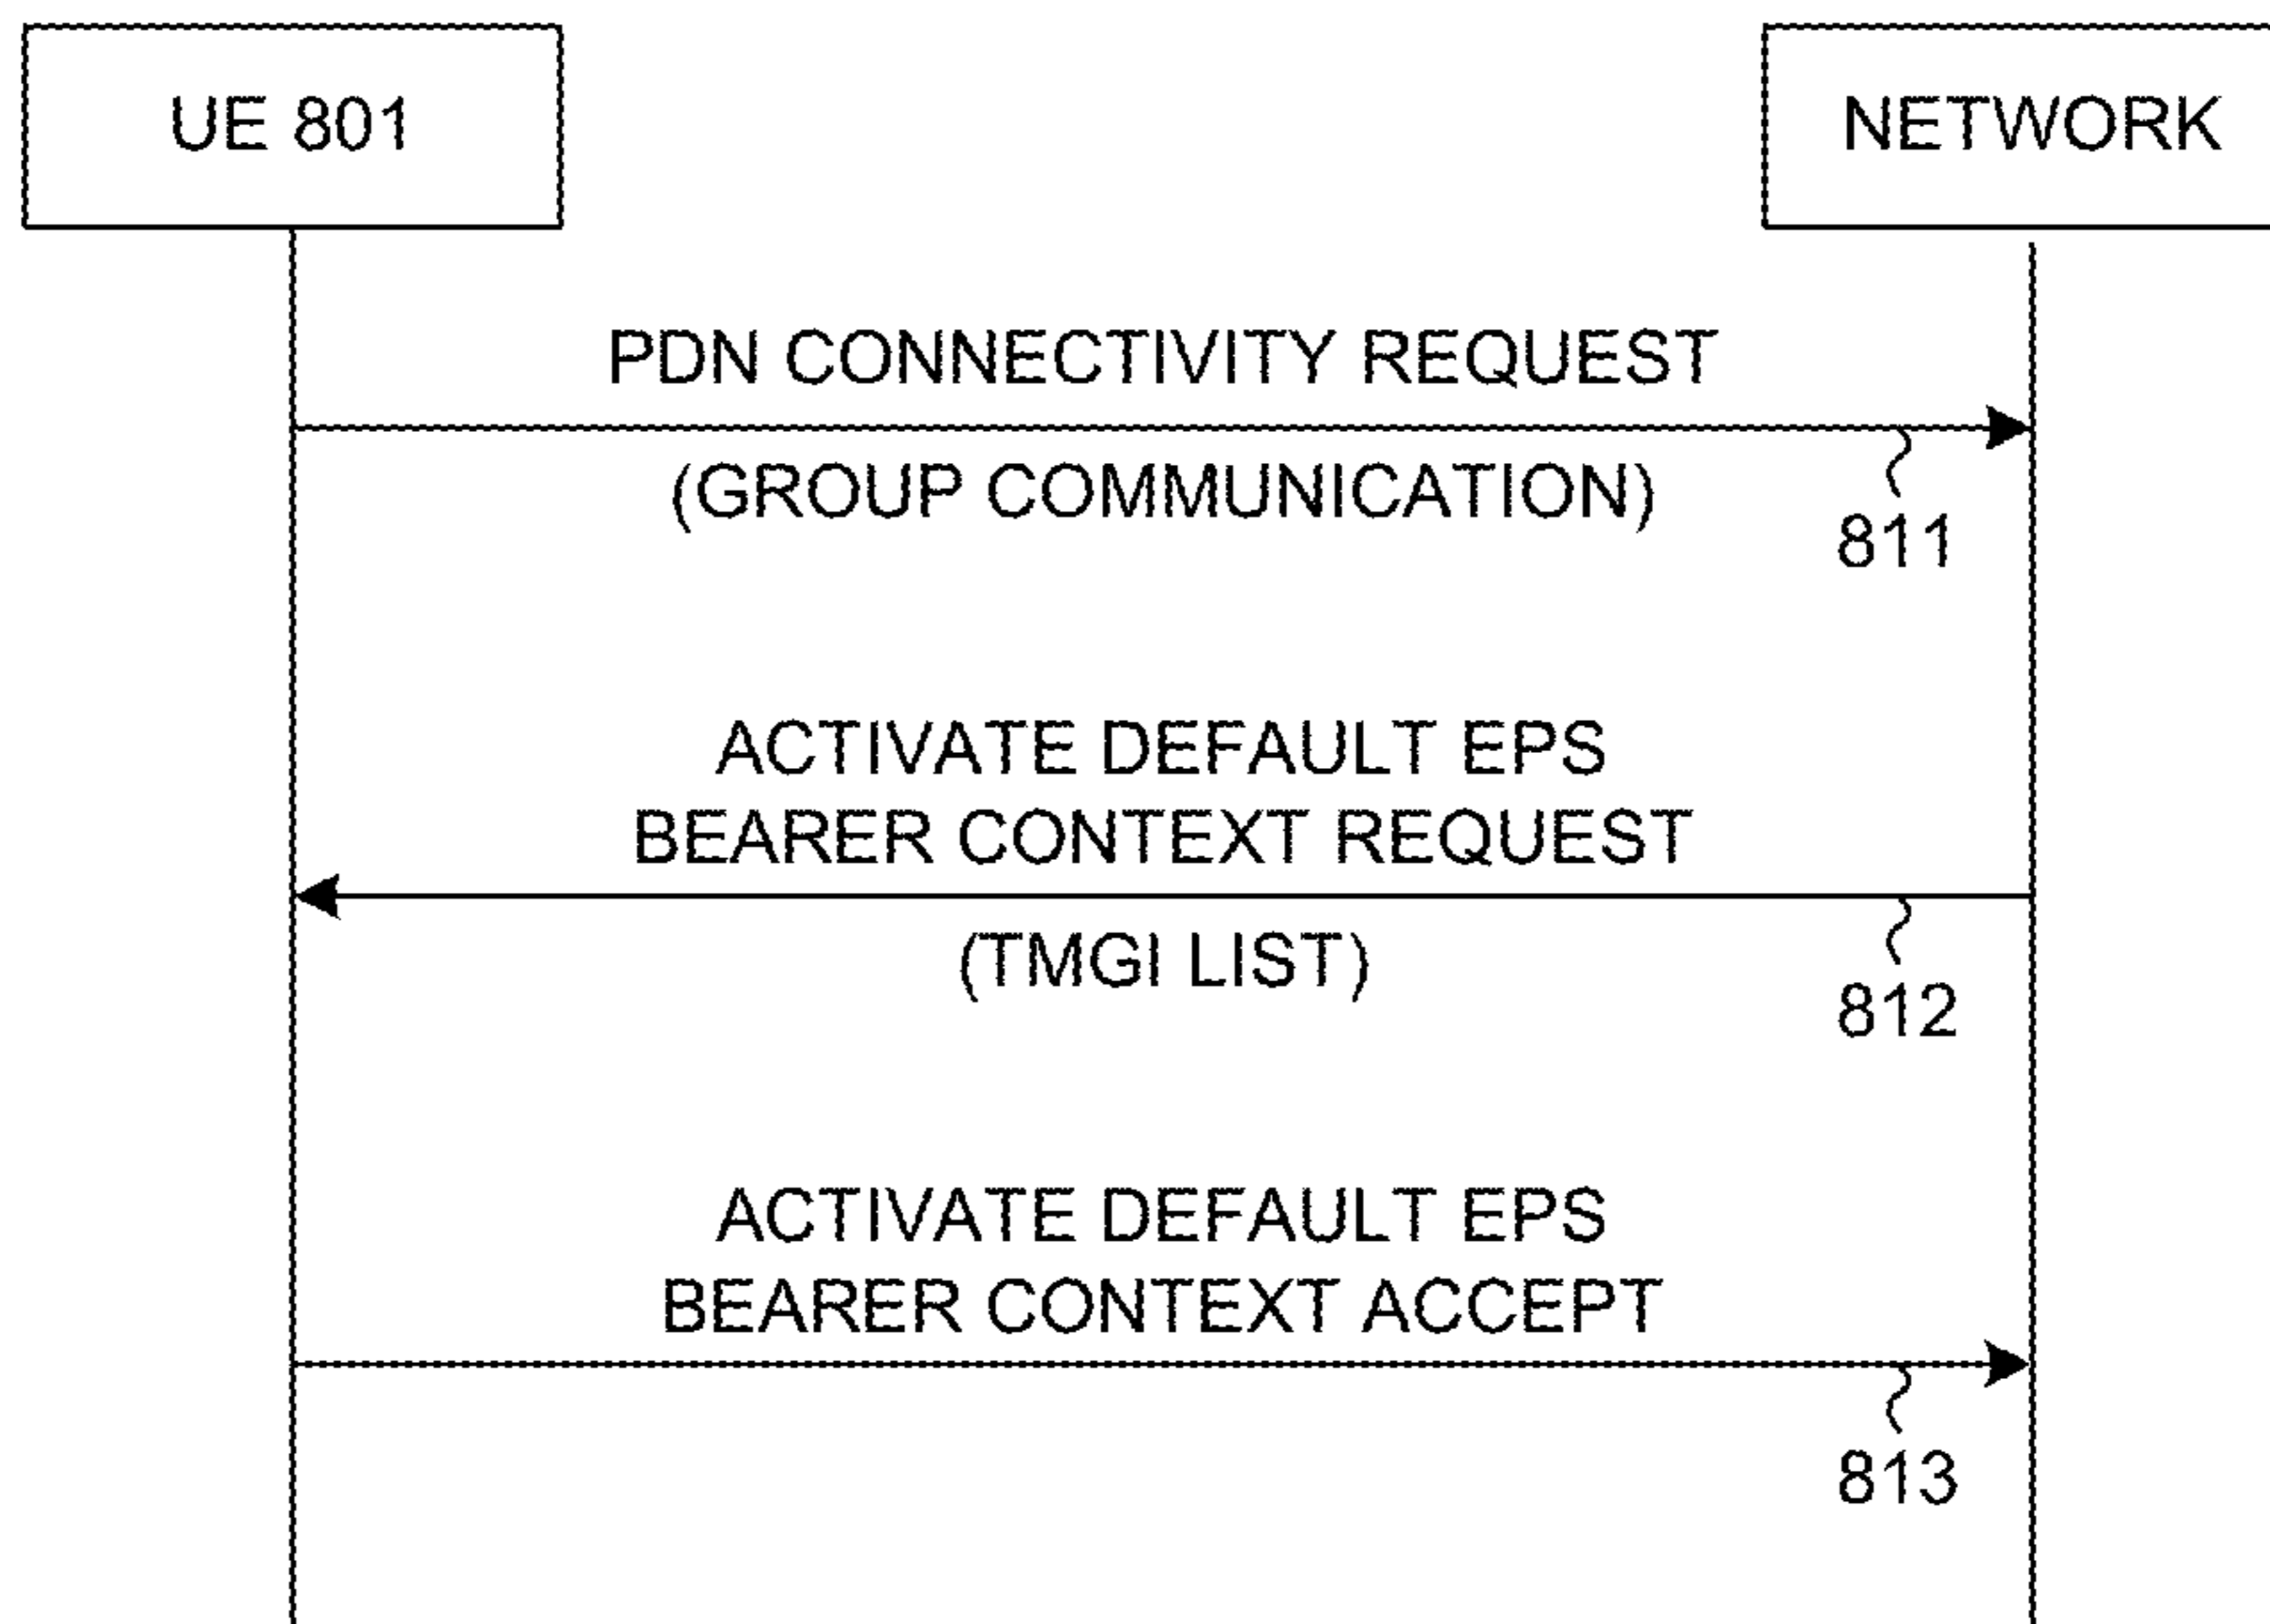 UE 801
NETWORK
PDN CONNECTIVITY REQUEST
(GROUP COMMUNICATION)
811
ACTIVATE DEFAULT EPS
BEARER CONTEXT REQUEST
(TMGI LIST)
812
ACTIVATE DEFAULT EPS
BEARER CONTEXT ACCEPT
813